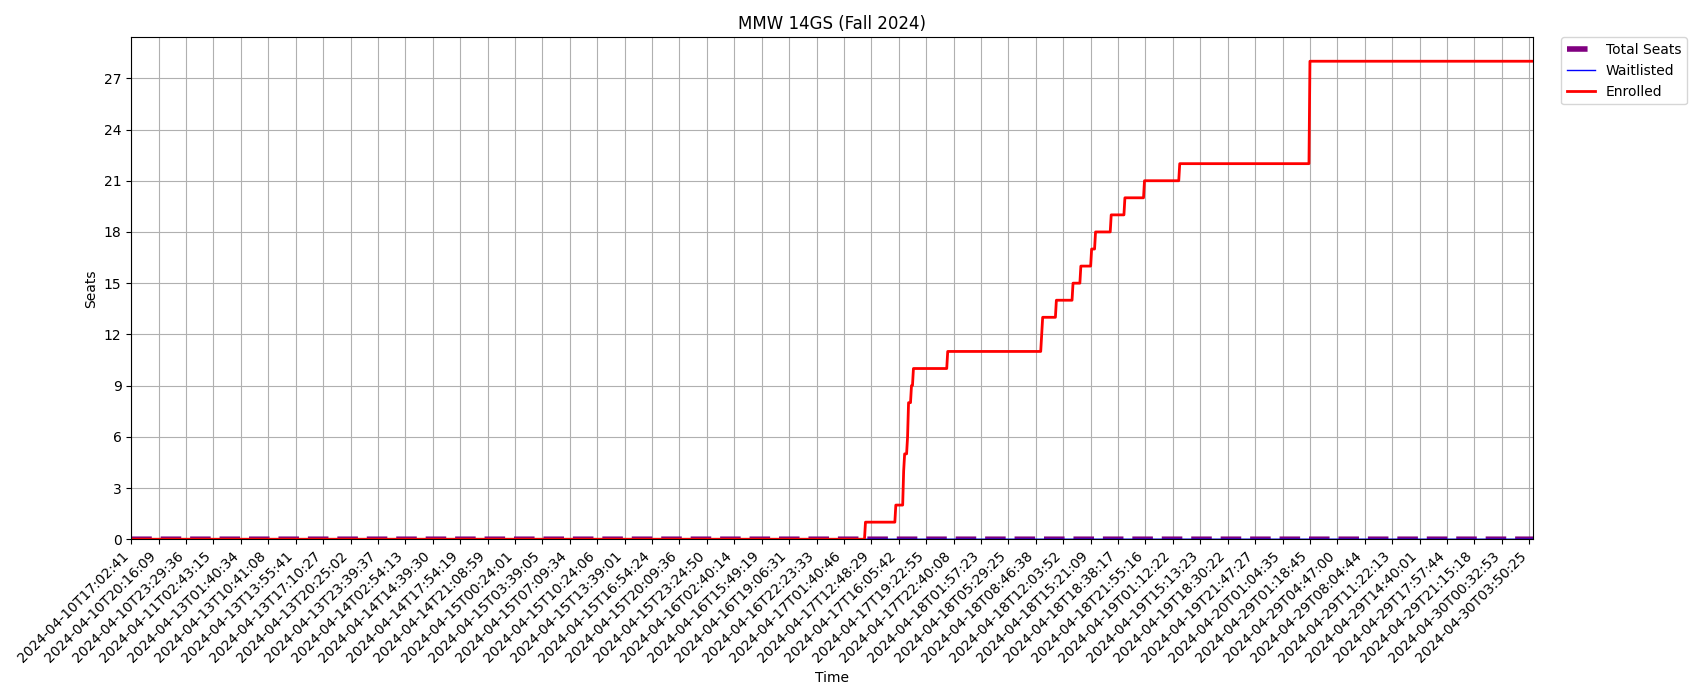 MMW 14GS (Fall 2024)
Total Seats
Waitlisted
Enrolled
Seats
27
24
21
18
15
12
9
6
3
0
2024-04-10T17:02:41
2024-04-10T20:16:09
2024-04-10T23:29:36
2024-04-11T02:43:15
2024-04-13T01:40:34
2024-04-13T10:41:08
2024-04-13T13:55:41
2024-04-13T17:10:27
2024-04-13T20:25:02
2024-04-13T23:39:37
2024-04-14T02:54:13
2024-04-14T14:39:30
2024-04-14T17:54:19
2024-04-14T21:08:59
2024-04-15T00:24:01
2024-04-15T03:39:05
2024-04-15T07:09:34
2024-04-15T10:24:06
2024-04-15T13:39:01
2024-04-15T16:54:24
2024-04-15T20:09:36
2024-04-15T23:24:50
2024-04-16T02:40:14
2024-04-16T15:49:19
2024-04-16T19:06:31
2024-04-16T22:23:33
2024-04-17T01:40:46
2024-04-17T12:48:29
2024-04-17T16:05:42
2024-04-17T19:22:55
2024-04-17T22:40:08
2024-04-18T01:57:23
2024-04-18T05:29:25
2024-04-18T08:46:38
2024-04-18T12:03:52
2024-04-18T15:21:09
2024-04-18T18:38:17
2024-04-18T21:55:16
2024-04-19T01:12:22
2024-04-19T15:13:23
2024-04-19T18:30:22
2024-04-19T21:47:27
2024-04-20T01:04:35
2024-04-29T01:18:45
2024-04-29T04:47:00
2024-04-29T08:04:44
2024-04-29T11:22:13
2024-04-29T14:40:01
2024-04-29T17:57:44
2024-04-29T21:15:18
2024-04-30T00:32:53
2024-04-30T03:50:25
Time